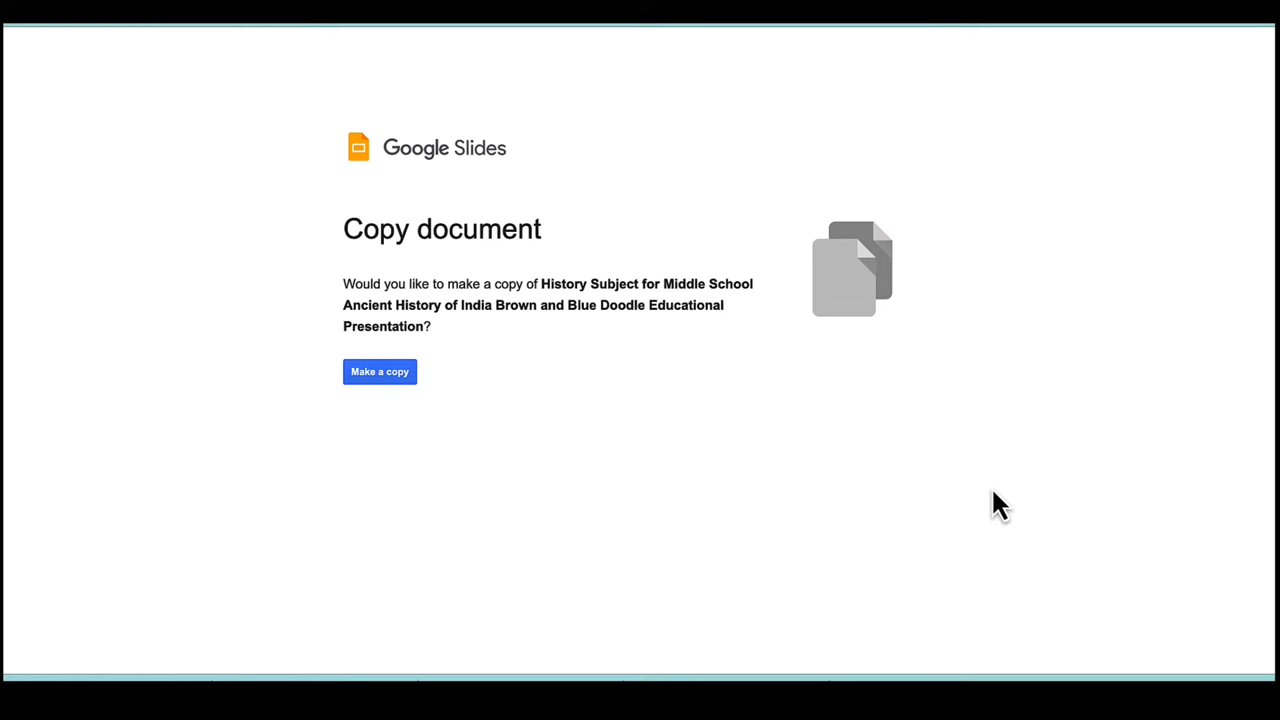 Google Slides
Copy document
Would you like to make a copy of History Subject for Middle School
Ancient History of India Brown and Blue Doodle Educational
Presentation?
Make a copy